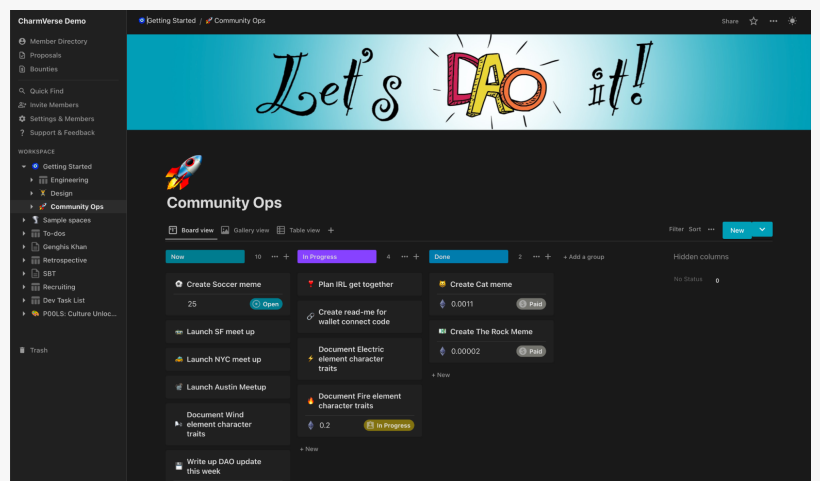 CharmVerse Demo
Member Directory
Proposals
Bounties
Quick Find
Invite Members
Settings & Members
Support & Feedback
WORKSPACE
Getting Started
Engineering
Design
Community Ops
Sample spaces
To-dos
Genghis Khan
Retrospective
SBT
Recruiting
Dev Task List
P00LS: Culture Unloc...
Trash
Getting Started / Community Ops
Share
Let's DAO it!
Community Ops
Board view Gallery view Table view +
Filter Sort ... New
Now 10 ... +
Create Soccer meme
25 Open
Launch SF meet up
Launch NYC meet up
Launch Austin Meetup
Document Wind
element character
traits
Write up DAO update
this week
In Progress 4 ... +
Plan IRL get together
Create read-me for
wallet connect code
Document Electric
element character
traits
Document Fire element
character traits
0.2 In Progress
+ New
Done 2 ... +
Create Cat meme
0.0011 Paid
Create The Rock Meme
0.00002 Paid
+ New
+ Add a group
Hidden columns
No Status 0